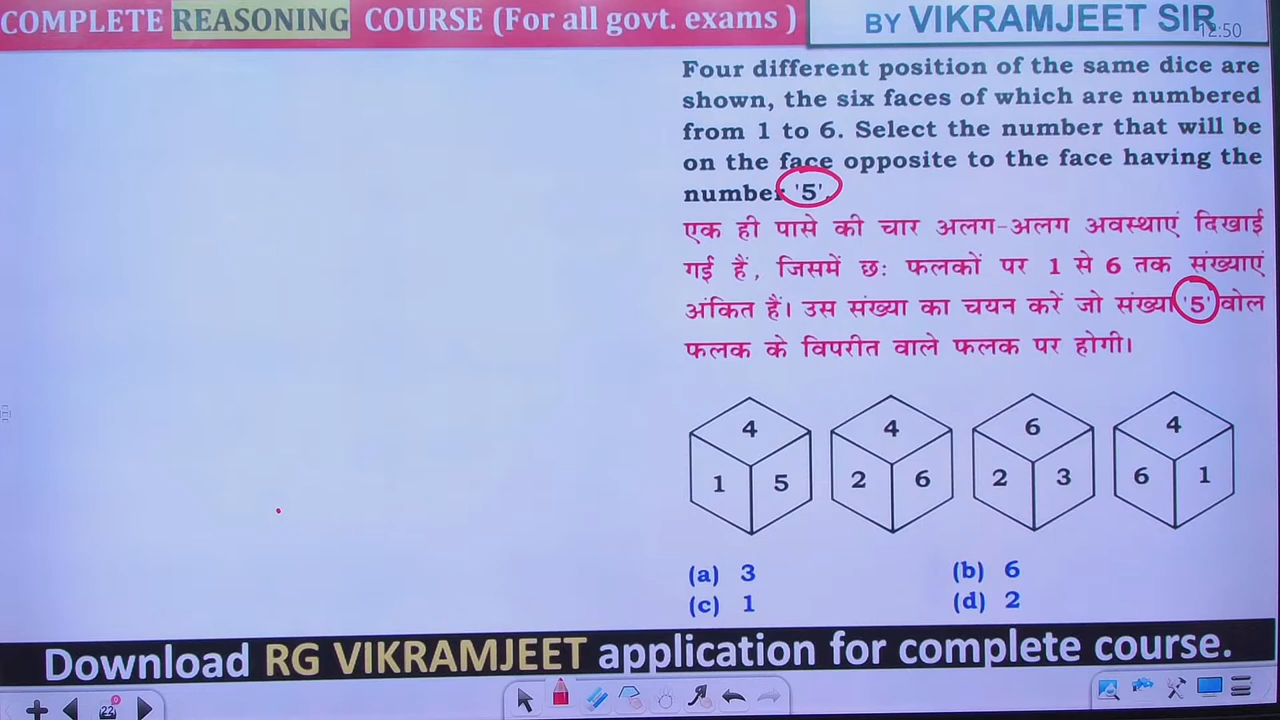 COMPLETE REASONING COURSE (For all govt. exams )
BY VIKRAMJEET SIR
12:50
Four different position of the same dice are
shown, the six faces of which are numbered
from 1 to 6. Select the number that will be
on the face opposite to the face having the
number '5'.
एक ही पासे की चार अलग-अलग अवस्थाएं दिखाई
गई हैं, जिसमें छः फलकों पर 1 से 6 तक संख्याएं
अंकित हैं। उस संख्या का चयन करें जो संख्या '5' वोल
फलक के विपरीत वाले फलक पर होगी।
4 4 6 4
1 5 2 6 2 3 6 1
(a) 3 (b) 6
(c) 1 (d) 2
Download RG VIKRAMJEET application for complete course.
22